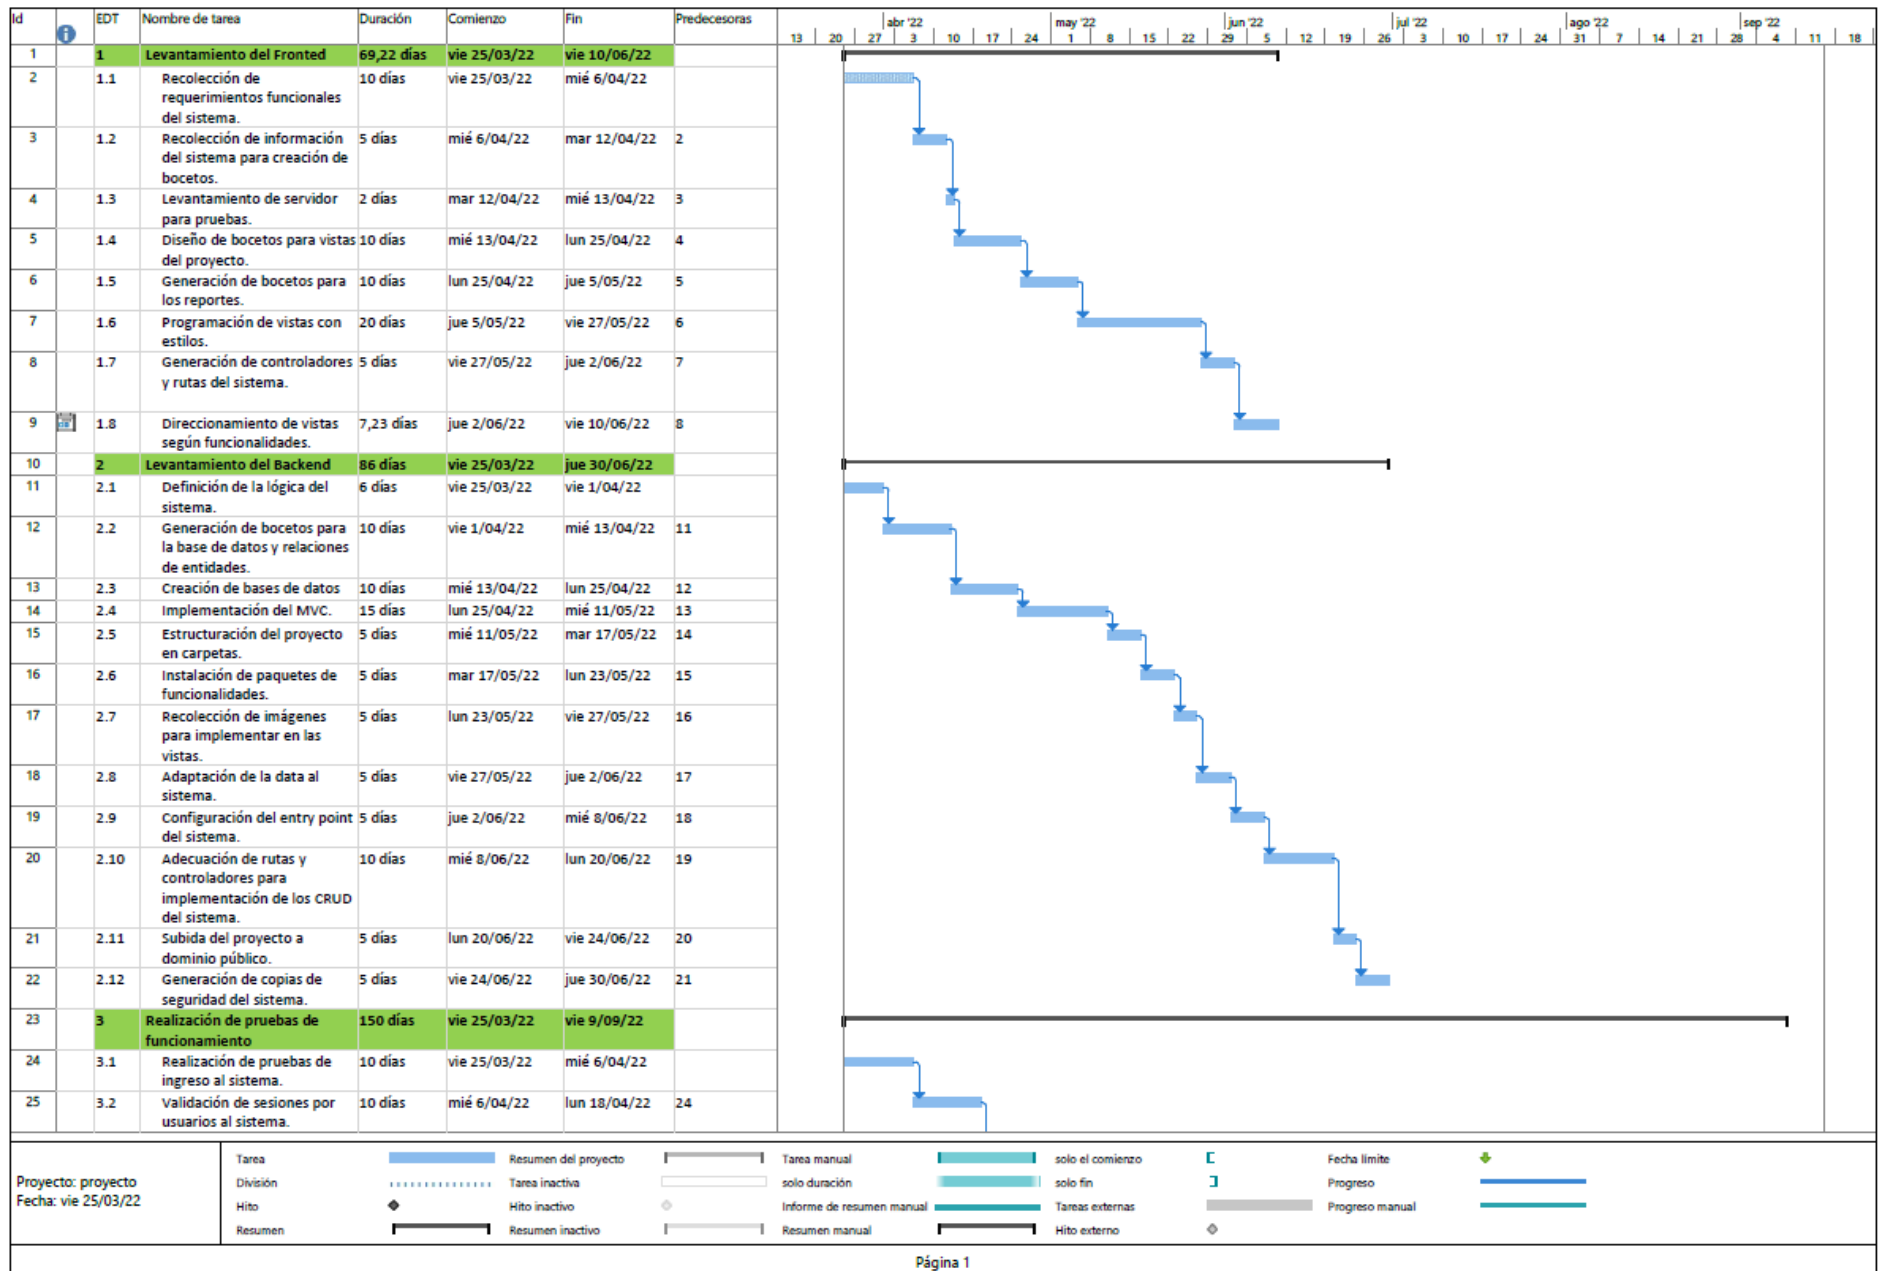 Id EDT Nombre de tarea Duración Comienzo Fin Predecesoras
abr '22 may '22 jun '22 jul '22 ago '22 sep '22
13 20 27 3 10 17 24 1 8 15 22 29 5 12 19 26 3 10 17 24 31 7 14 21 28 4 11 18
1 1 Levantamiento del Fronted 69,22 días vie 25/03/22 vie 10/06/22
2 1.1 Recolección de 10 días vie 25/03/22 mié 6/04/22
requerimientos funcionales
del sistema.
3 1.2 Recolección de información 5 días mié 6/04/22 mar 12/04/22 2
del sistema para creación de
bocetos.
4 1.3 Levantamiento de servidor 2 días mar 12/04/22 mié 13/04/22 3
para pruebas.
5 1.4 Diseño de bocetos para vistas 10 días mié 13/04/22 lun 25/04/22 4
del proyecto.
6 1.5 Generación de bocetos para 10 días lun 25/04/22 jue 5/05/22 5
los reportes.
7 1.6 Programación de vistas con 20 días jue 5/05/22 vie 27/05/22 6
estilos.
8 1.7 Generación de controladores 5 días vie 27/05/22 jue 2/06/22 7
y rutas del sistema.
9 1.8 Direccionamiento de vistas 7,23 días jue 2/06/22 vie 10/06/22 8
según funcionalidades.
10 2 Levantamiento del Backend 86 días vie 25/03/22 jue 30/06/22
11 2.1 Definición de la lógica del 6 días vie 25/03/22 vie 1/04/22
sistema.
12 2.2 Generación de bocetos para 10 días vie 1/04/22 mié 13/04/22 11
la base de datos y relaciones
de entidades.
13 2.3 Creación de bases de datos 10 días mié 13/04/22 lun 25/04/22 12
14 2.4 Implementación del MVC. 15 días lun 25/04/22 mié 11/05/22 13
15 2.5 Estructuración del proyecto 5 días mié 11/05/22 mar 17/05/22 14
en carpetas.
16 2.6 Instalación de paquetes de 5 días mar 17/05/22 lun 23/05/22 15
funcionalidades.
17 2.7 Recolección de imágenes 5 días lun 23/05/22 vie 27/05/22 16
para implementar en las
vistas.
18 2.8 Adaptación de la data al 5 días vie 27/05/22 jue 2/06/22 17
sistema.
19 2.9 Configuración del entry point 5 días jue 2/06/22 mié 8/06/22 18
del sistema.
20 2.10 Adecuación de rutas y 10 días mié 8/06/22 lun 20/06/22 19
controladores para
implementación de los CRUD
del sistema.
21 2.11 Subida del proyecto a 5 días lun 20/06/22 vie 24/06/22 20
dominio público.
22 2.12 Generación de copias de 5 días vie 24/06/22 jue 30/06/22 21
seguridad del sistema.
23 3 Realización de pruebas de 150 días vie 25/03/22 vie 9/09/22
funcionamiento
24 3.1 Realización de pruebas de 10 días vie 25/03/22 mié 6/04/22
ingreso al sistema.
25 3.2 Validación de sesiones por 10 días mié 6/04/22 lun 18/04/22 24
usuarios al sistema.
Proyecto: proyecto
Fecha: vie 25/03/22
Tarea Resumen del proyecto Tarea manual solo el comienzo Fecha límite
División Tarea inactiva solo duración solo fin Progreso
Hito Hito inactivo Informe de resumen manual Tareas externas Progreso manual
Resumen Resumen inactivo Resumen manual Hito externo
Página 1